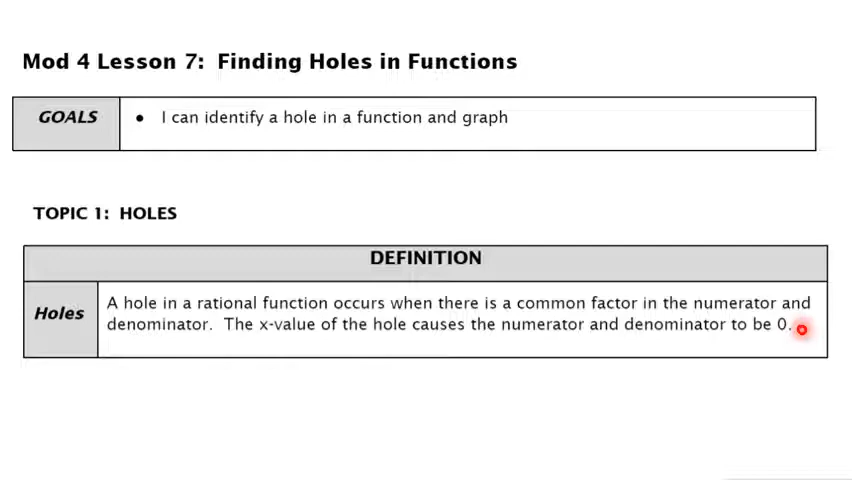 Mod 4 Lesson 7:  Finding Holes in Functions
GOALS
• I can identify a hole in a function and graph
TOPIC 1:  HOLES
DEFINITION
Holes
A hole in a rational function occurs when there is a common factor in the numerator and
denominator.  The x-value of the hole causes the numerator and denominator to be 0.